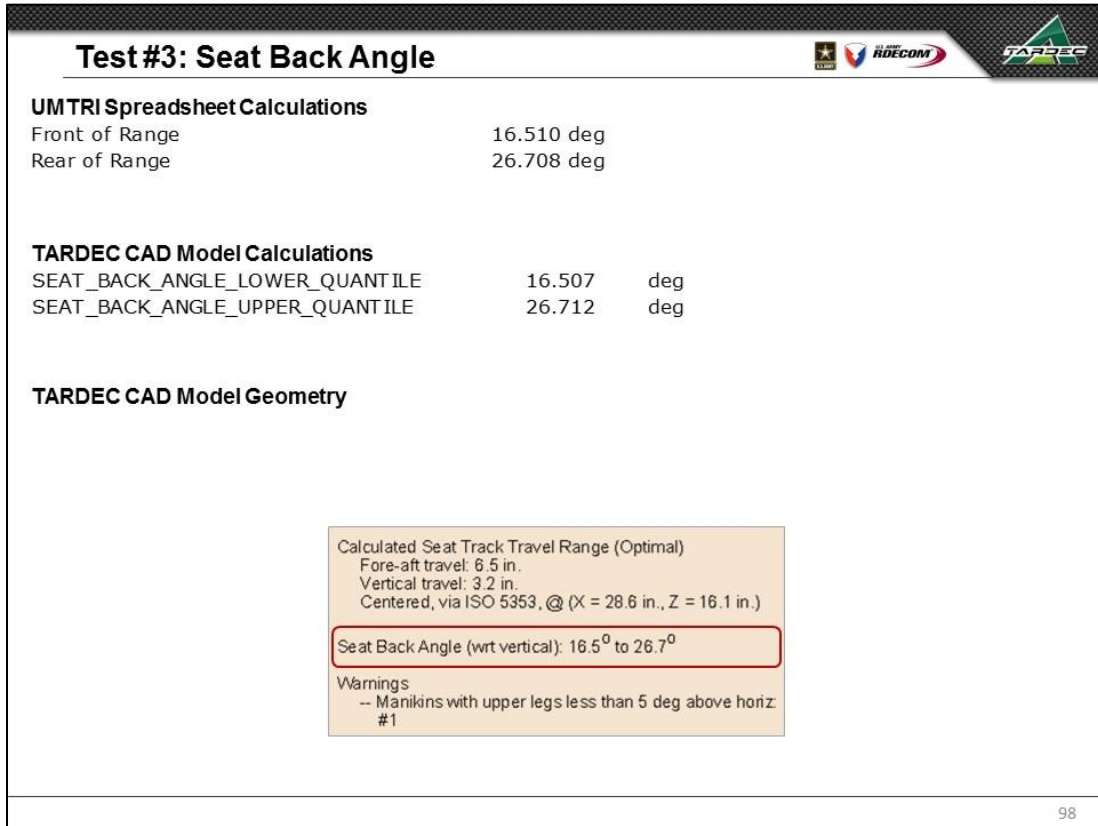 Test #3: Seat Back Angle
U.S. ARMY
U.S. ARMY RDECOM
TARDEC
UMTRI Spreadsheet Calculations
Front of Range 16.510 deg
Rear of Range 26.708 deg
TARDEC CAD Model Calculations
SEAT_BACK_ANGLE_LOWER_QUANTILE 16.507 deg
SEAT_BACK_ANGLE_UPPER_QUANTILE 26.712 deg
TARDEC CAD Model Geometry
Calculated Seat Track Travel Range (Optimal)
Fore-aft travel: 6.5 in.
Vertical travel: 3.2 in.
Centered, via ISO 5353, @ (X = 28.6 in., Z = 16.1 in.)
Seat Back Angle (wrt vertical): 16.5⁰ to 26.7⁰
Warnings
-- Manikins with upper legs less than 5 deg above horiz:
#1
98